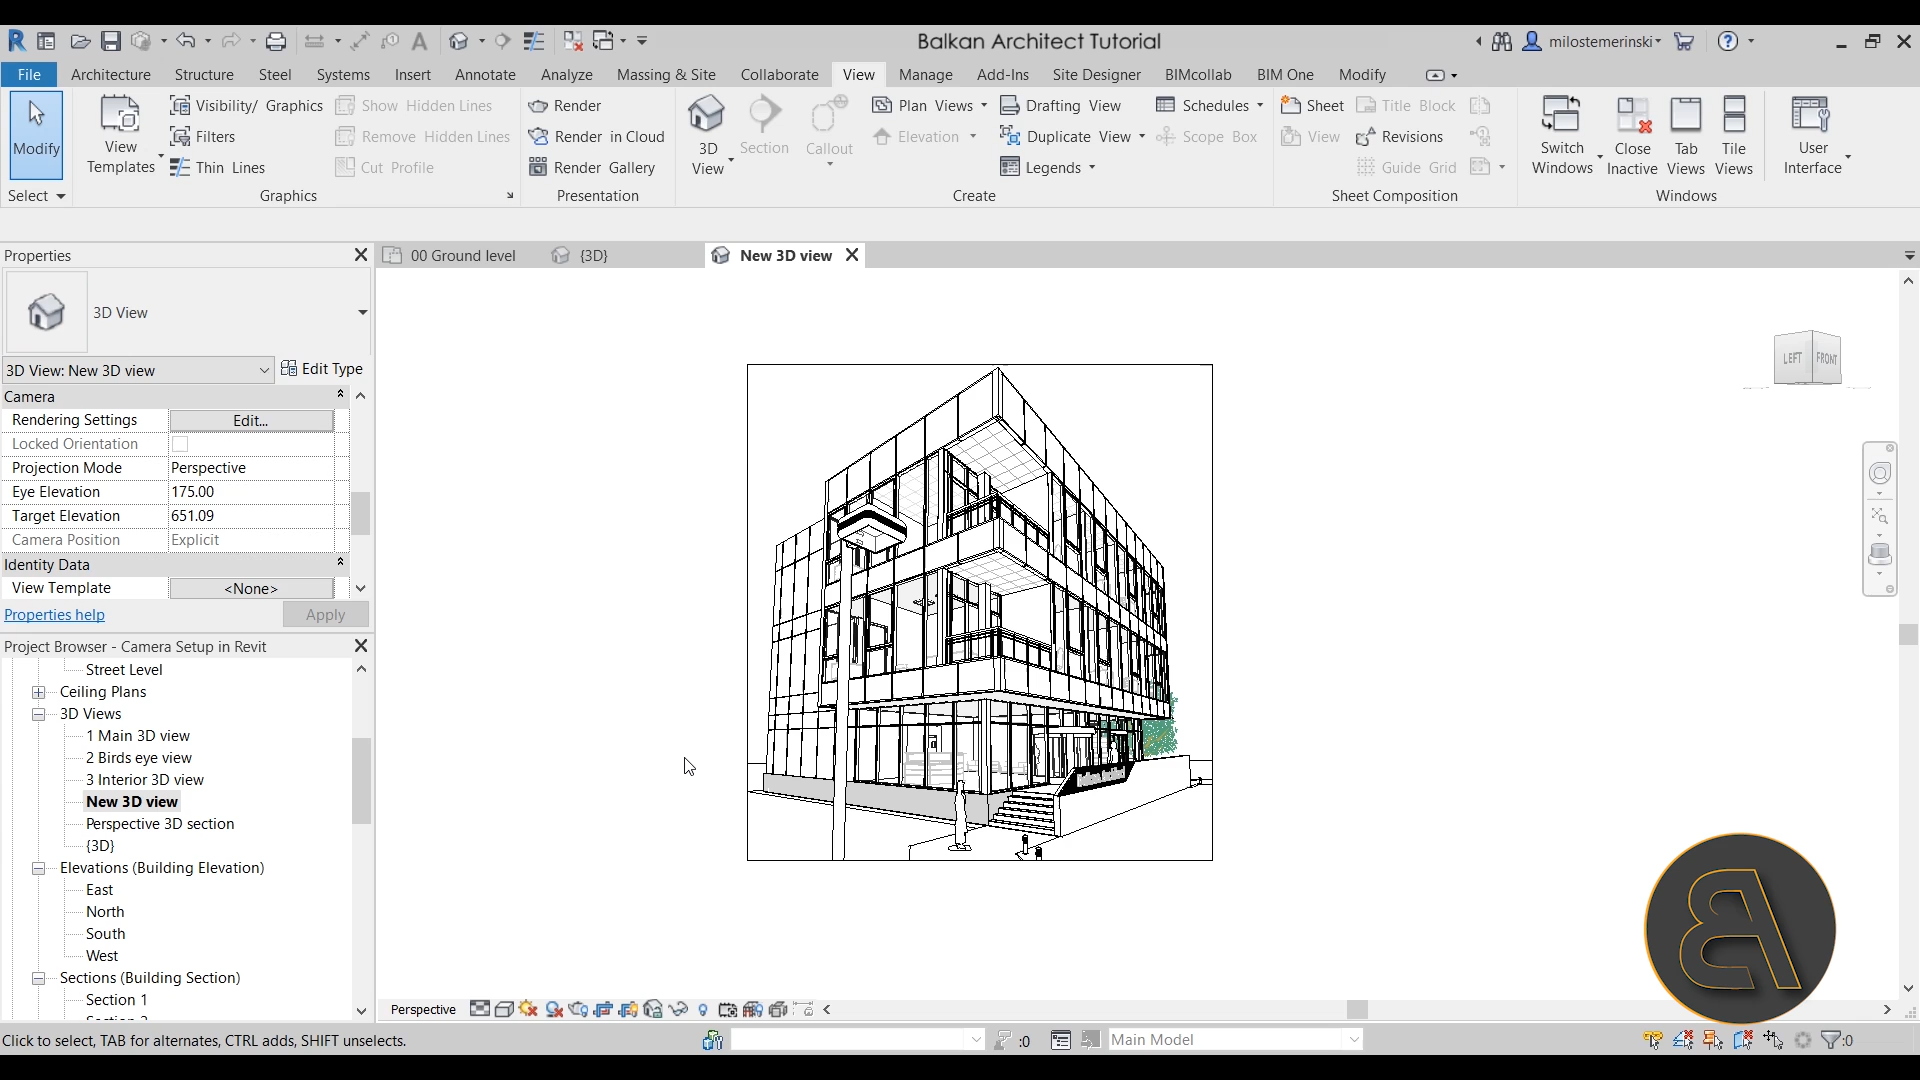 Balkan Architect Tutorial
milostemerinski
File Architecture Structure Steel Systems Insert Annotate Analyze Massing & Site Collaborate View Manage Add-Ins Site Designer BIMcollab BIM One Modify
Modify
Select
View
Templates
Visibility/ Graphics
Filters
Thin Lines
Show Hidden Lines
Remove Hidden Lines
Cut Profile
Graphics
Render
Render in Cloud
Render Gallery
Presentation
3D
View
Section
Callout
Plan Views
Elevation
Drafting View
Duplicate View
Legends
Schedules
Scope Box
Create
Sheet
View
Title Block
Revisions
Guide Grid
Sheet Composition
Switch
Windows
Close
Inactive
Tab
Views
Tile
Views
Windows
User
Interface
Properties
3D View
3D View: New 3D view
Edit Type
Camera
Rendering Settings Edit...
Locked Orientation
Projection Mode Perspective
Eye Elevation 175.00
Target Elevation 651.09
Camera Position Explicit
Identity Data
View Template <None>
Properties help Apply
Project Browser - Camera Setup in Revit
Street Level
Ceiling Plans
3D Views
1 Main 3D view
2 Birds eye view
3 Interior 3D view
New 3D view
Perspective 3D section
{3D}
Elevations (Building Elevation)
East
North
South
West
Sections (Building Section)
Section 1
00 Ground level {3D} New 3D view
LEFT FRONT
Perspective
Click to select, TAB for alternates, CTRL adds, SHIFT unselects.
:0
Main Model
:0